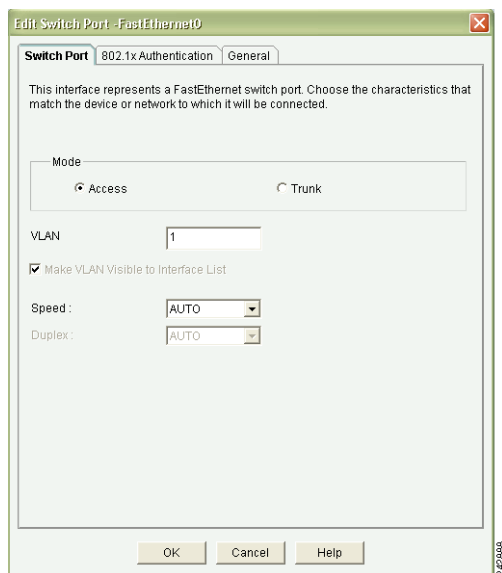 Edit Switch Port -FastEthernet0
Switch Port 802.1x Authentication General
This interface represents a FastEthernet switch port. Choose the characteristics that
match the device or network to which it will be connected.
Mode
Access Trunk
VLAN 1
Make VLAN Visible to Interface List
Speed : AUTO
Duplex : AUTO
OK Cancel Help